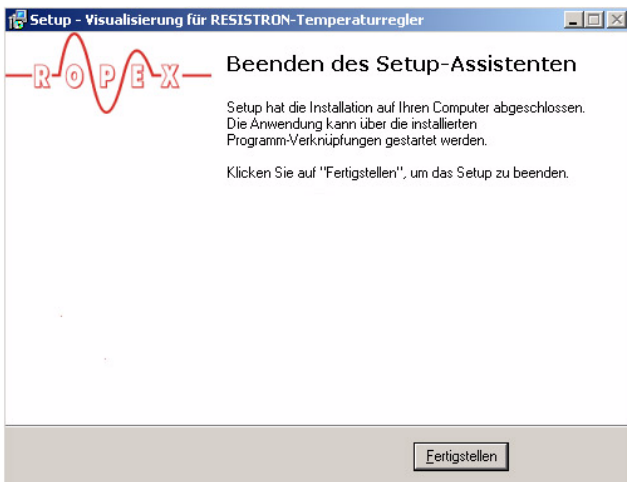 Setup - Visualisierung für RESISTRON-Temperaturregler
ROPEX
Beenden des Setup-Assistenten
Setup hat die Installation auf Ihren Computer abgeschlossen.
Die Anwendung kann über die installierten
Programm-Verknüpfungen gestartet werden.
Klicken Sie auf "Fertigstellen", um das Setup zu beenden.
Fertigstellen